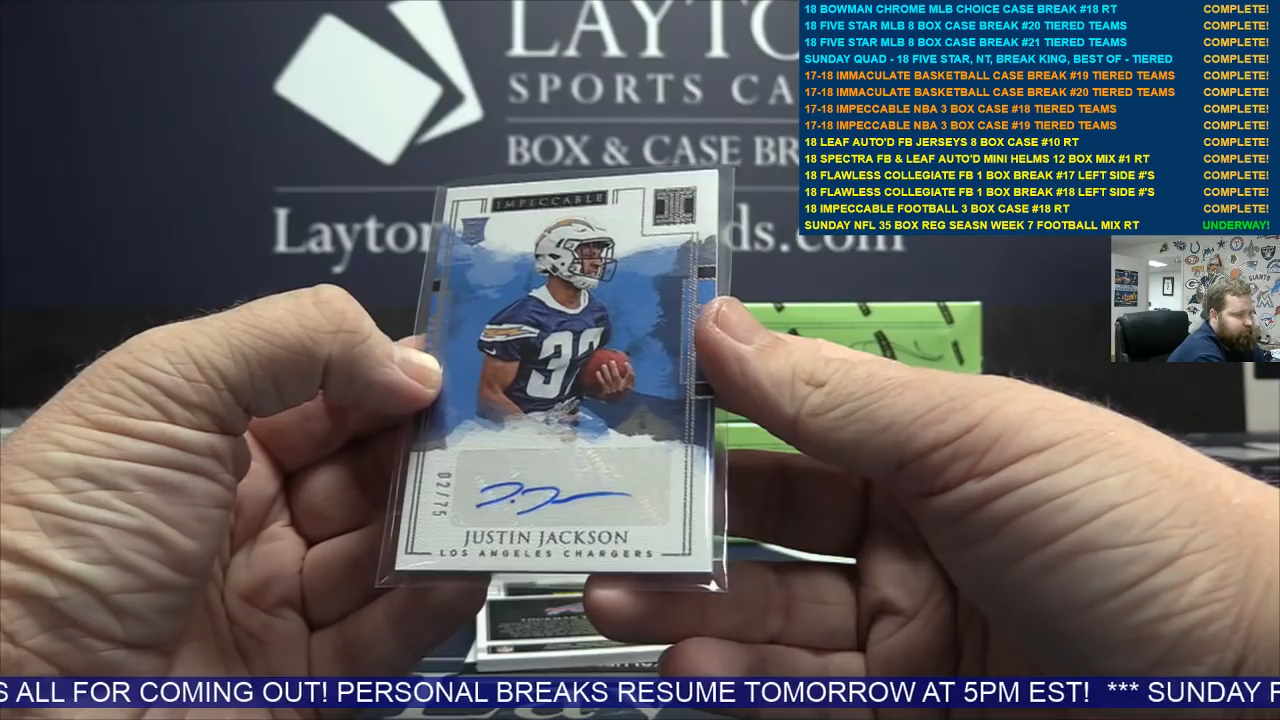 LAYTO
SPORTS CA
BOX & CASE BR
Layton
ds.com
18 BOWMAN CHROME MLB CHOICE CASE BREAK #18 RT COMPLETE!
18 FIVE STAR MLB 8 BOX CASE BREAK #20 TIERED TEAMS COMPLETE!
18 FIVE STAR MLB 8 BOX CASE BREAK #21 TIERED TEAMS COMPLETE!
SUNDAY QUAD - 18 FIVE STAR, NT, BREAK KING, BEST OF - TIERED COMPLETE!
17-18 IMMACULATE BASKETBALL CASE BREAK #19 TIERED TEAMS COMPLETE!
17-18 IMMACULATE BASKETBALL CASE BREAK #20 TIERED TEAMS COMPLETE!
17-18 IMPECCABLE NBA 3 BOX CASE #18 TIERED TEAMS COMPLETE!
17-18 IMPECCABLE NBA 3 BOX CASE #19 TIERED TEAMS COMPLETE!
18 LEAF AUTO'D FB JERSEYS 8 BOX CASE #10 RT COMPLETE!
18 SPECTRA FB & LEAF AUTO'D MINI HELMS 12 BOX MIX #1 RT COMPLETE!
18 FLAWLESS COLLEGIATE FB 1 BOX BREAK #17 LEFT SIDE #'S COMPLETE!
18 FLAWLESS COLLEGIATE FB 1 BOX BREAK #18 LEFT SIDE #'S COMPLETE!
18 IMPECCABLE FOOTBALL 3 BOX CASE #18 RT COMPLETE!
SUNDAY NFL 35 BOX REG SEASN WEEK 7 FOOTBALL MIX RT UNDERWAY!
IMPECCABLE
32
02/75
JUSTIN JACKSON
LOS ANGELES CHARGERS
S ALL FOR COMING OUT! PERSONAL BREAKS RESUME TOMORROW AT 5PM EST! *** SUNDAY F